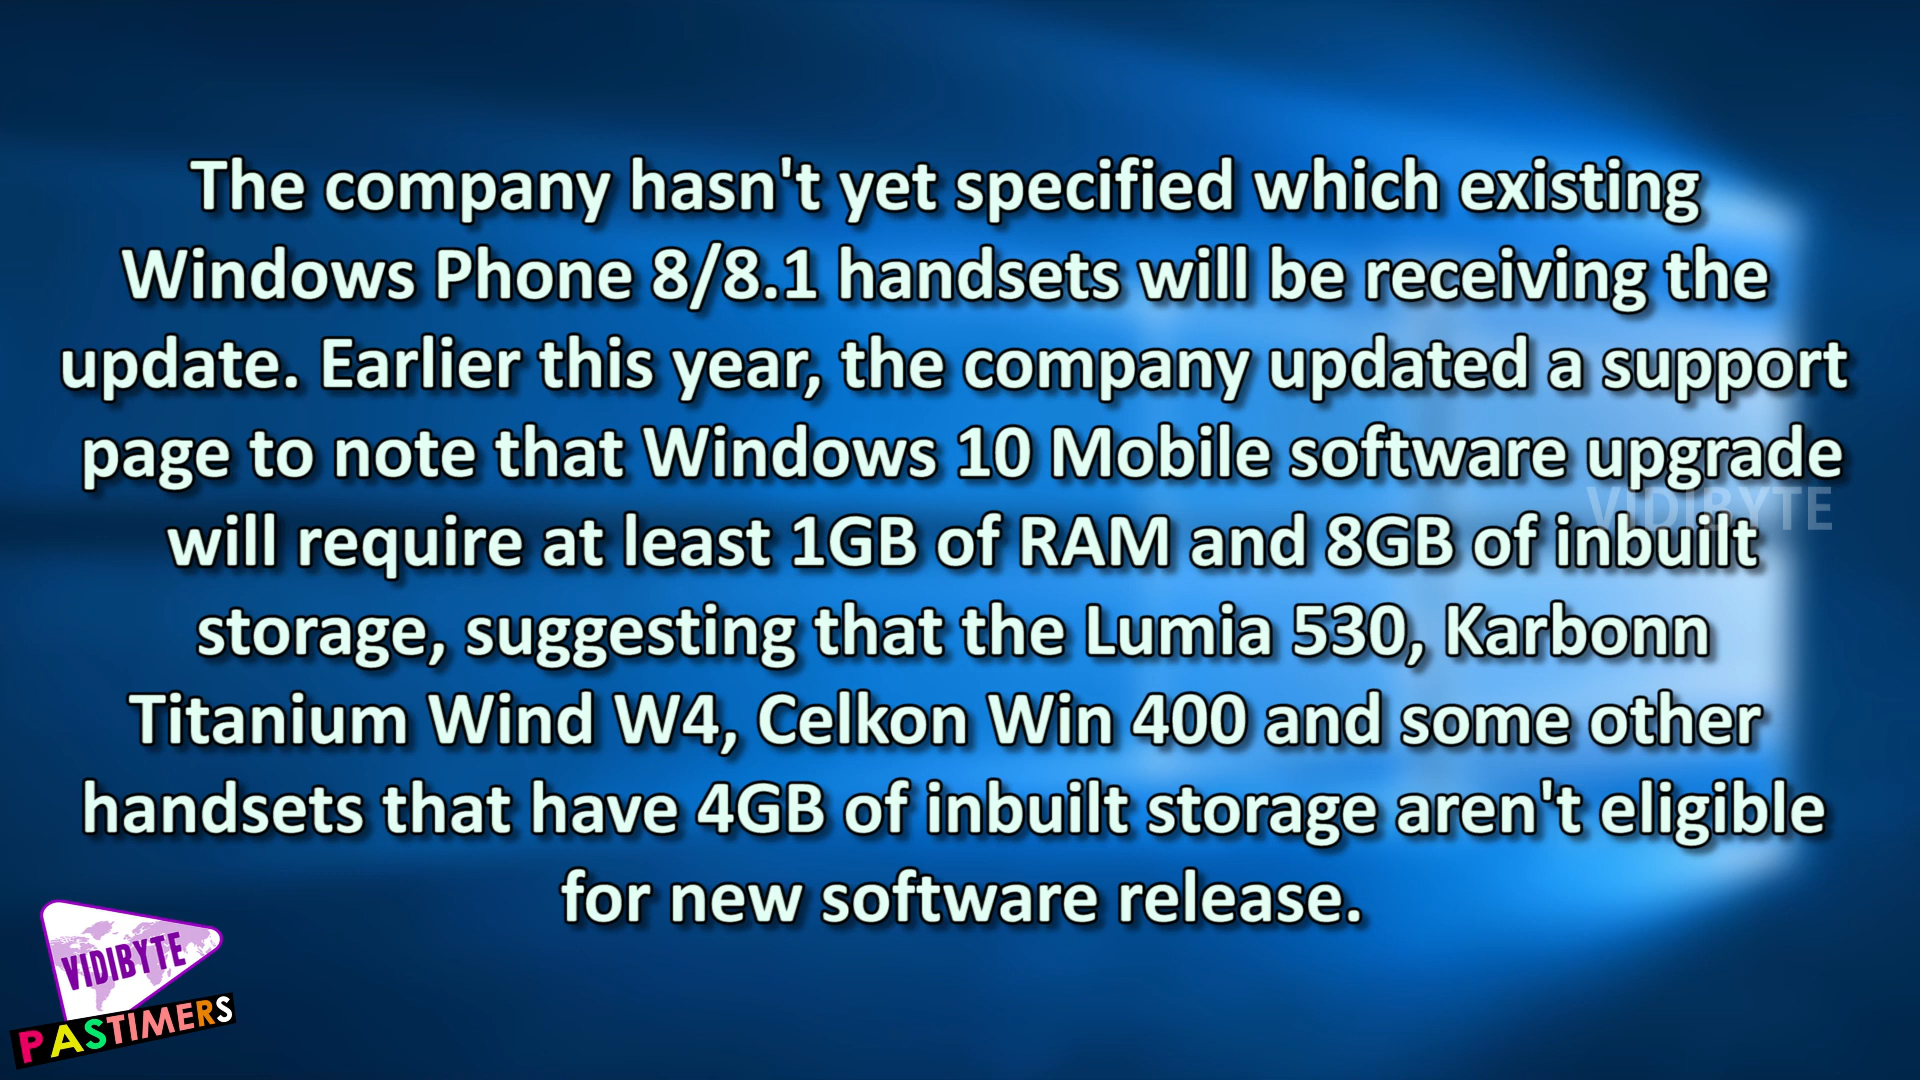 The company hasn't yet specified which existing
Windows Phone 8/8.1 handsets will be receiving the
update. Earlier this year, the company updated a support
page to note that Windows 10 Mobile software upgrade
VIDIBYTE
will require at least 1GB of RAM and 8GB of inbuilt
storage, suggesting that the Lumia 530, Karbonn
Titanium Wind W4, Celkon Win 400 and some other
handsets that have 4GB of inbuilt storage aren't eligible
for new software release.
VIDIBYTE
PASTIMERS